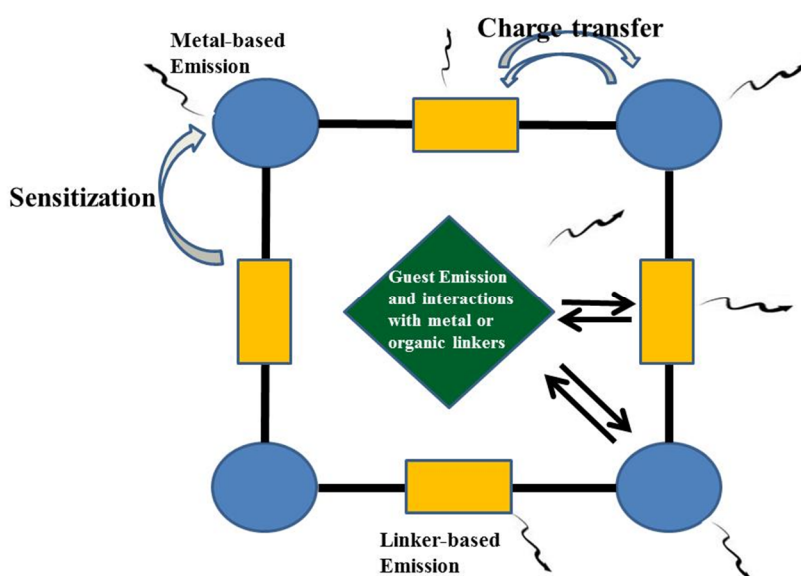 Metal-based
Emission
Charge transfer
Sensitization
Guest Emission
and interactions
with metal or
organic linkers
Linker-based
Emission